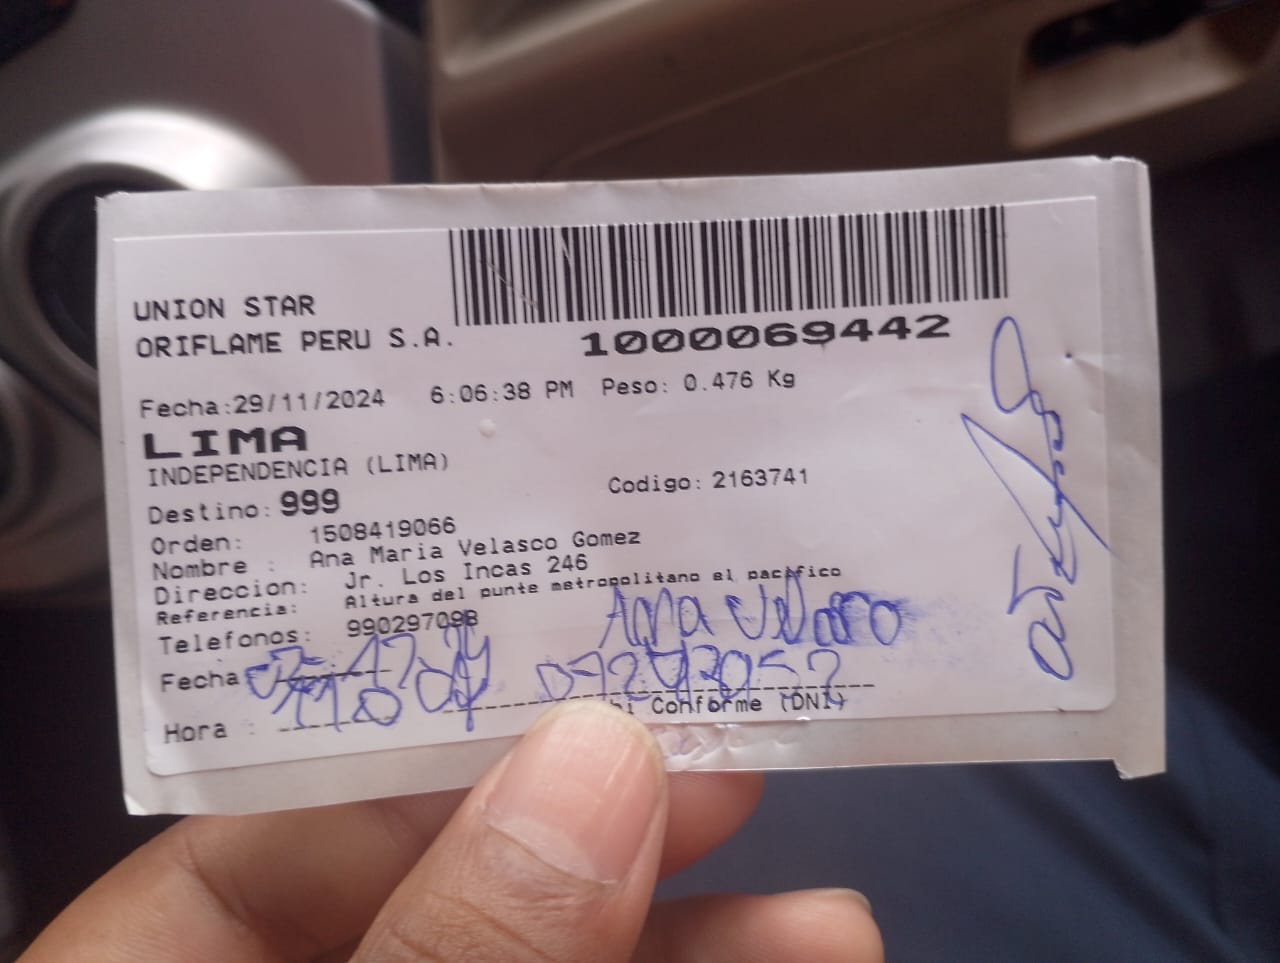 UNION STAR
ORIFLAME PERU S.A.
1000069442
Fecha:29/11/2024 6:06:38 PM Peso: 0.476 Kg
LIMA
INDEPENDENCIA (LIMA)
Destino: 999 Codigo: 2163741
Orden: 1508419066
Nombre : Ana Maria Velasco Gomez
Direccion: Jr. Los Incas 246
Referencia: Altura del punte metropolitano el pacifico
Telefonos: 990297098
Ana Velasco
Fecha
Hora : Conforme (DNI)